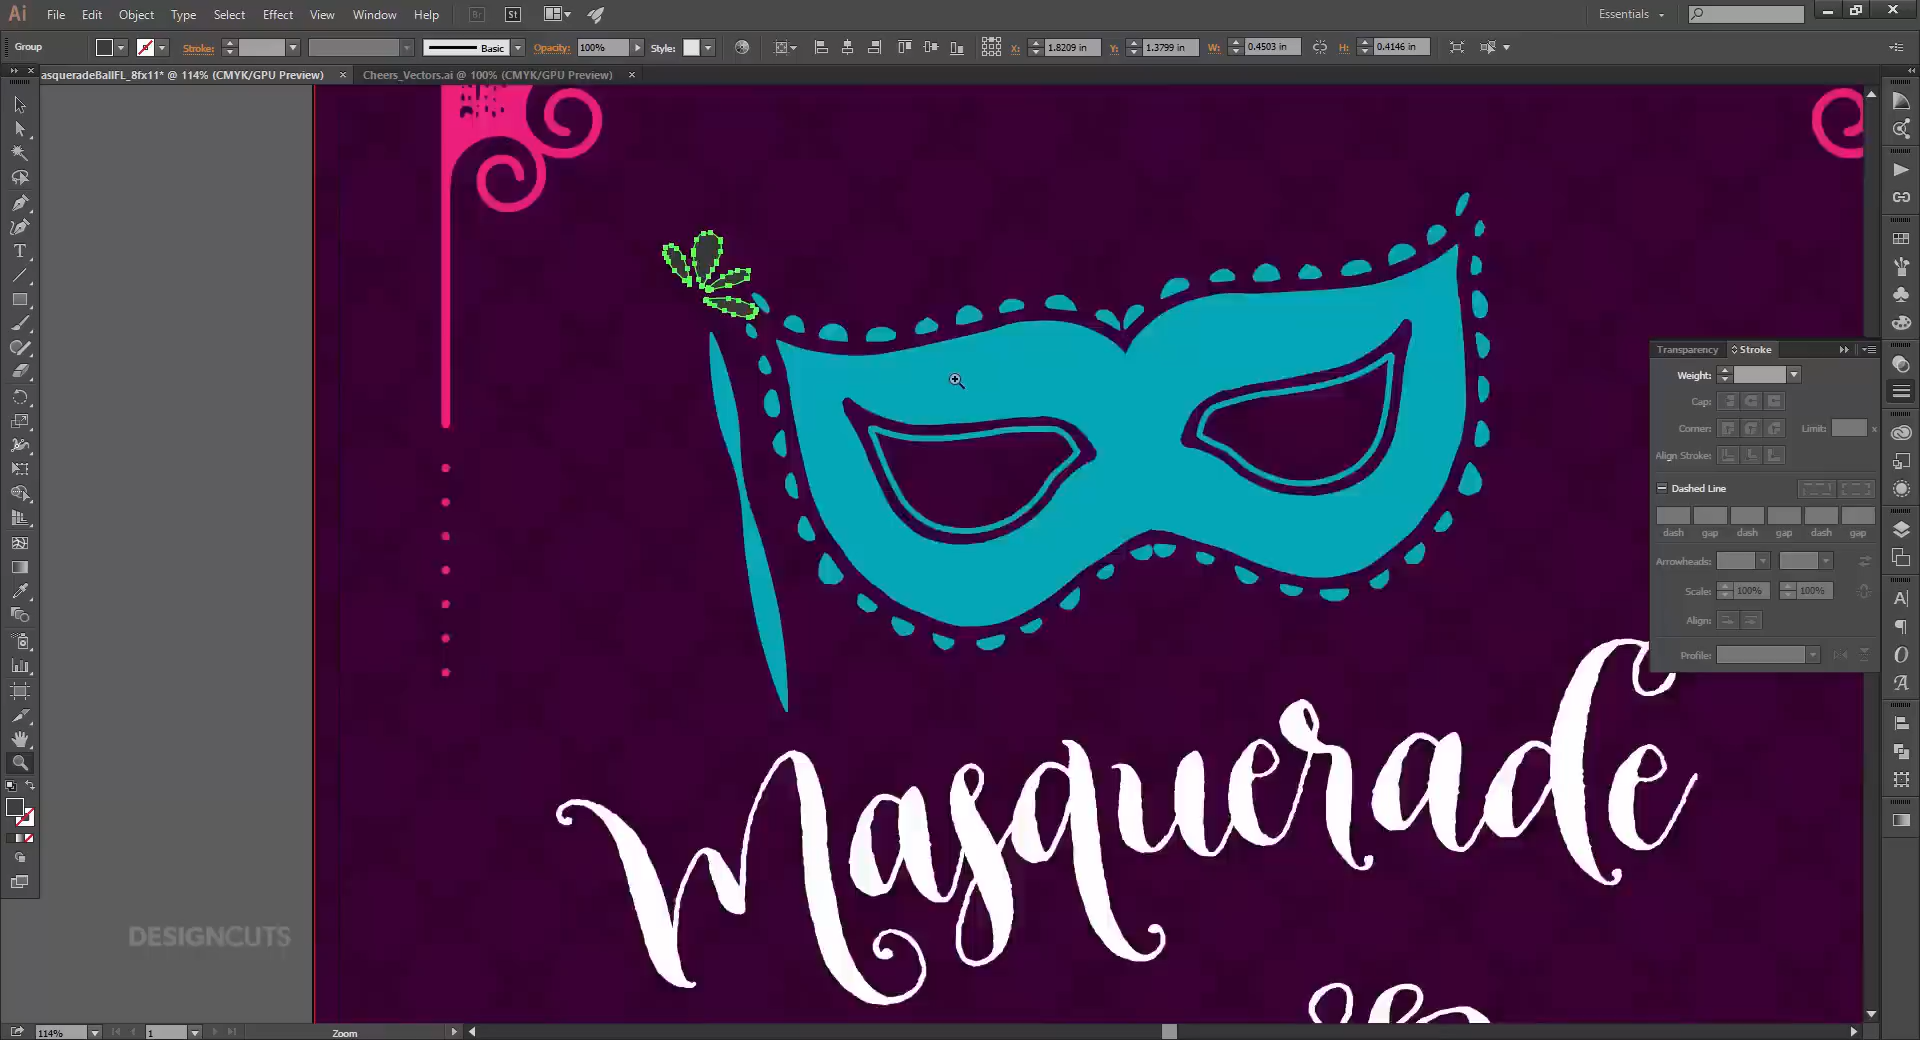 Ai File Edit Object Type Select Effect View Window Help Br St Essentials
Group Stroke: Basic Opacity: 100% Style: X: 1.8209 in Y: 1.3799 in W: 0.4503 in H: 0.4146 in
asqueradeBallFL_8fx11* @ 114% (CMYK/GPU Preview) × Cheers_Vectors.ai @ 100% (CMYK/GPU Preview) ×
Transparency Stroke
Weight:
Cap:
Corner: Limit: x
Align Stroke:
Dashed Line
dash gap dash gap dash gap
Arrowheads:
Scale: 100% 100%
Align:
Profile:
Masquerade
DESIGNCUTS
114% 1 Zoom